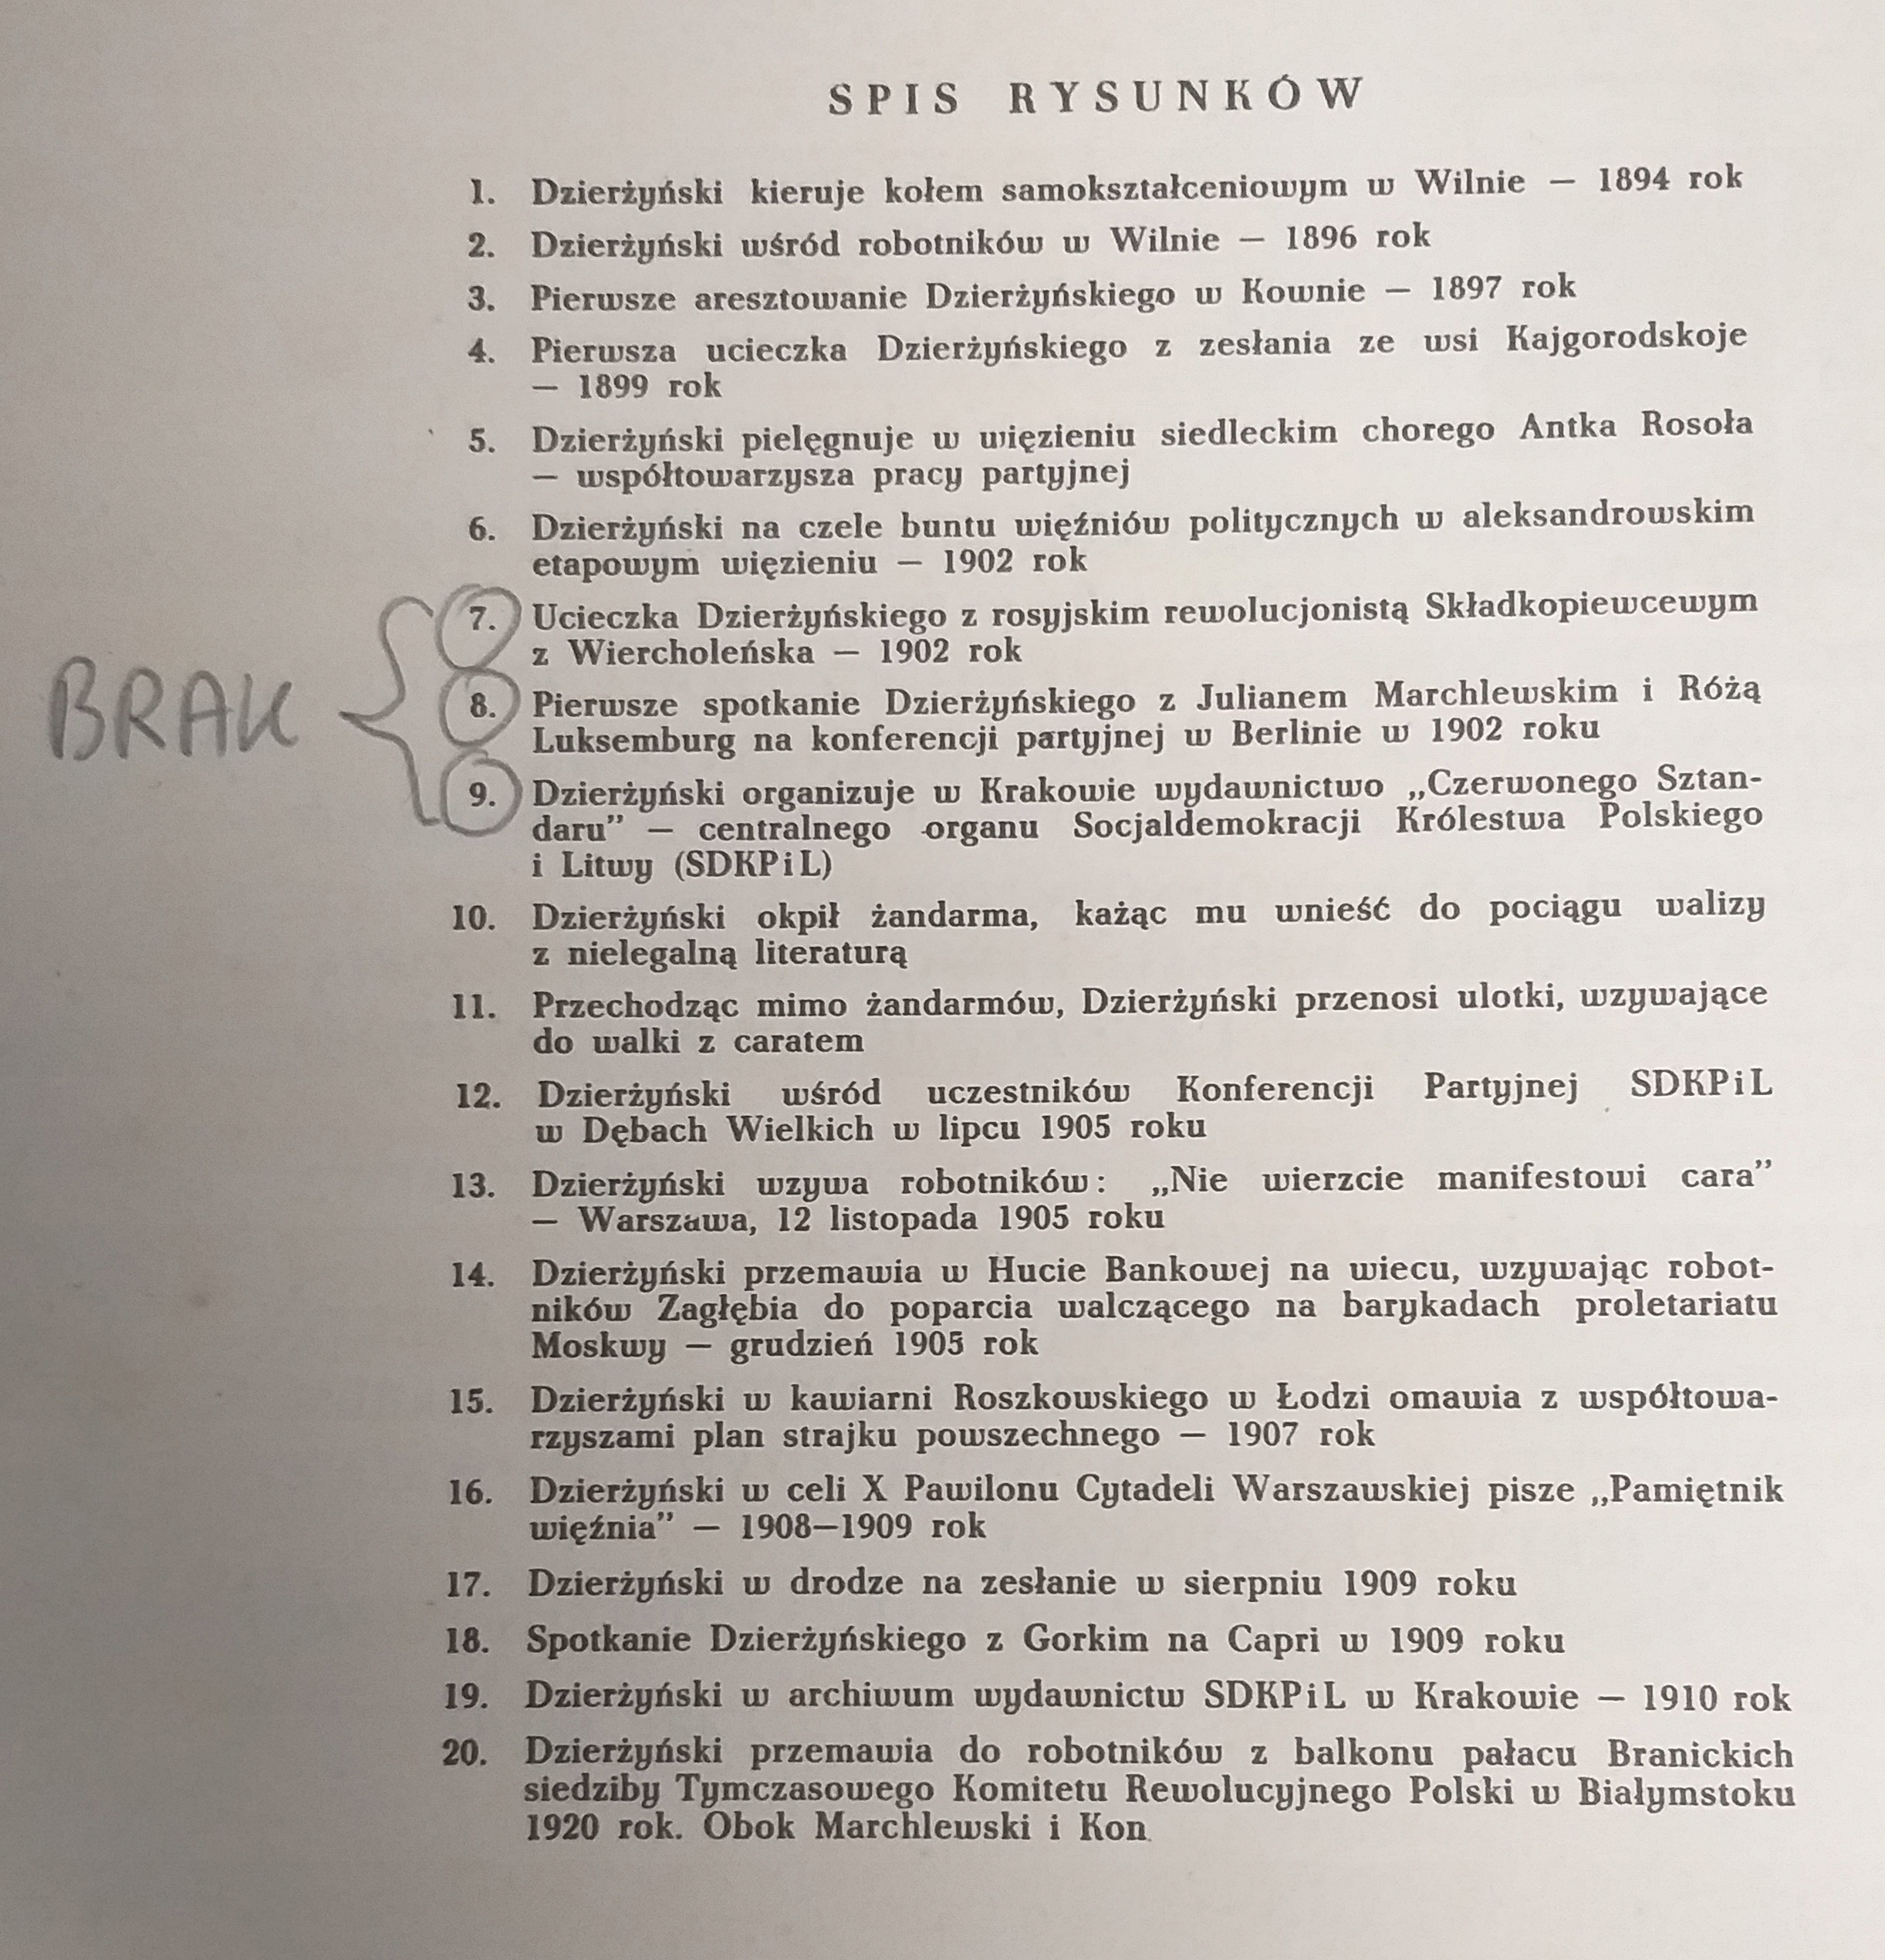 SPIS RYSUNKÓW
1. Dzierżyński kieruje kołem samokształceniowym w Wilnie — 1894 rok
2. Dzierżyński wśród robotników w Wilnie — 1896 rok
3. Pierwsze aresztowanie Dzierżyńskiego w Kownie — 1897 rok
4. Pierwsza ucieczka Dzierżyńskiego z zesłania ze wsi Kajgorodskoje
— 1899 rok
5. Dzierżyński pielęgnuje w więzieniu siedleckim chorego Antka Rosoła
— współtowarzysza pracy partyjnej
6. Dzierżyński na czele buntu więźniów politycznych w aleksandrowskim
etapowym więzieniu — 1902 rok
BRAK
7. Ucieczka Dzierżyńskiego z rosyjskim rewolucjonistą Składkopiewcewym
z Wiercholeńska — 1902 rok
8. Pierwsze spotkanie Dzierżyńskiego z Julianem Marchlewskim i Różą
Luksemburg na konferencji partyjnej w Berlinie w 1902 roku
9. Dzierżyński organizuje w Krakowie wydawnictwo „Czerwonego Sztan-
daru” — centralnego organu Socjaldemokracji Królestwa Polskiego
i Litwy (SDKPiL)
10. Dzierżyński okpił żandarma, każąc mu wnieść do pociągu walizy
z nielegalną literaturą
11. Przechodząc mimo żandarmów, Dzierżyński przenosi ulotki, wzywające
do walki z caratem
12. Dzierżyński wśród uczestników Konferencji Partyjnej SDKPiL
w Dębach Wielkich w lipcu 1905 roku
13. Dzierżyński wzywa robotników: „Nie wierzcie manifestowi cara”
— Warszawa, 12 listopada 1905 roku
14. Dzierżyński przemawia w Hucie Bankowej na wiecu, wzywając robot-
ników Zagłębia do poparcia walczącego na barykadach proletariatu
Moskwy — grudzień 1905 rok
15. Dzierżyński w kawiarni Roszkowskiego w Łodzi omawia z współtowa-
rzyszami plan strajku powszechnego — 1907 rok
16. Dzierżyński w celi X Pawilonu Cytadeli Warszawskiej pisze „Pamiętnik
więźnia” — 1908—1909 rok
17. Dzierżyński w drodze na zesłanie w sierpniu 1909 roku
18. Spotkanie Dzierżyńskiego z Gorkim na Capri w 1909 roku
19. Dzierżyński w archiwum wydawnictw SDKPiL w Krakowie — 1910 rok
20. Dzierżyński przemawia do robotników z balkonu pałacu Branickich
siedziby Tymczasowego Komitetu Rewolucyjnego Polski w Białymstoku
1920 rok. Obok Marchlewski i Kon